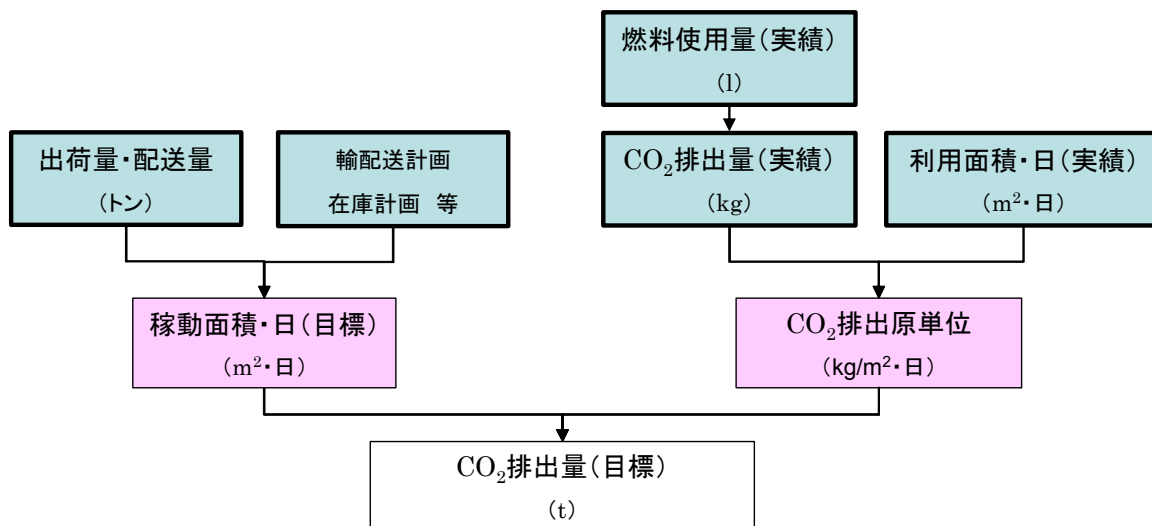 燃料使用量(実績)
(l)
出荷量・配送量
(トン)
輸配送計画
在庫計画 等
CO₂排出量(実績)
(kg)
利用面積・日(実績)
(m²・日)
稼動面積・日(目標)
(m²・日)
CO₂排出原単位
(kg/m²・日)
CO₂排出量(目標)
(t)